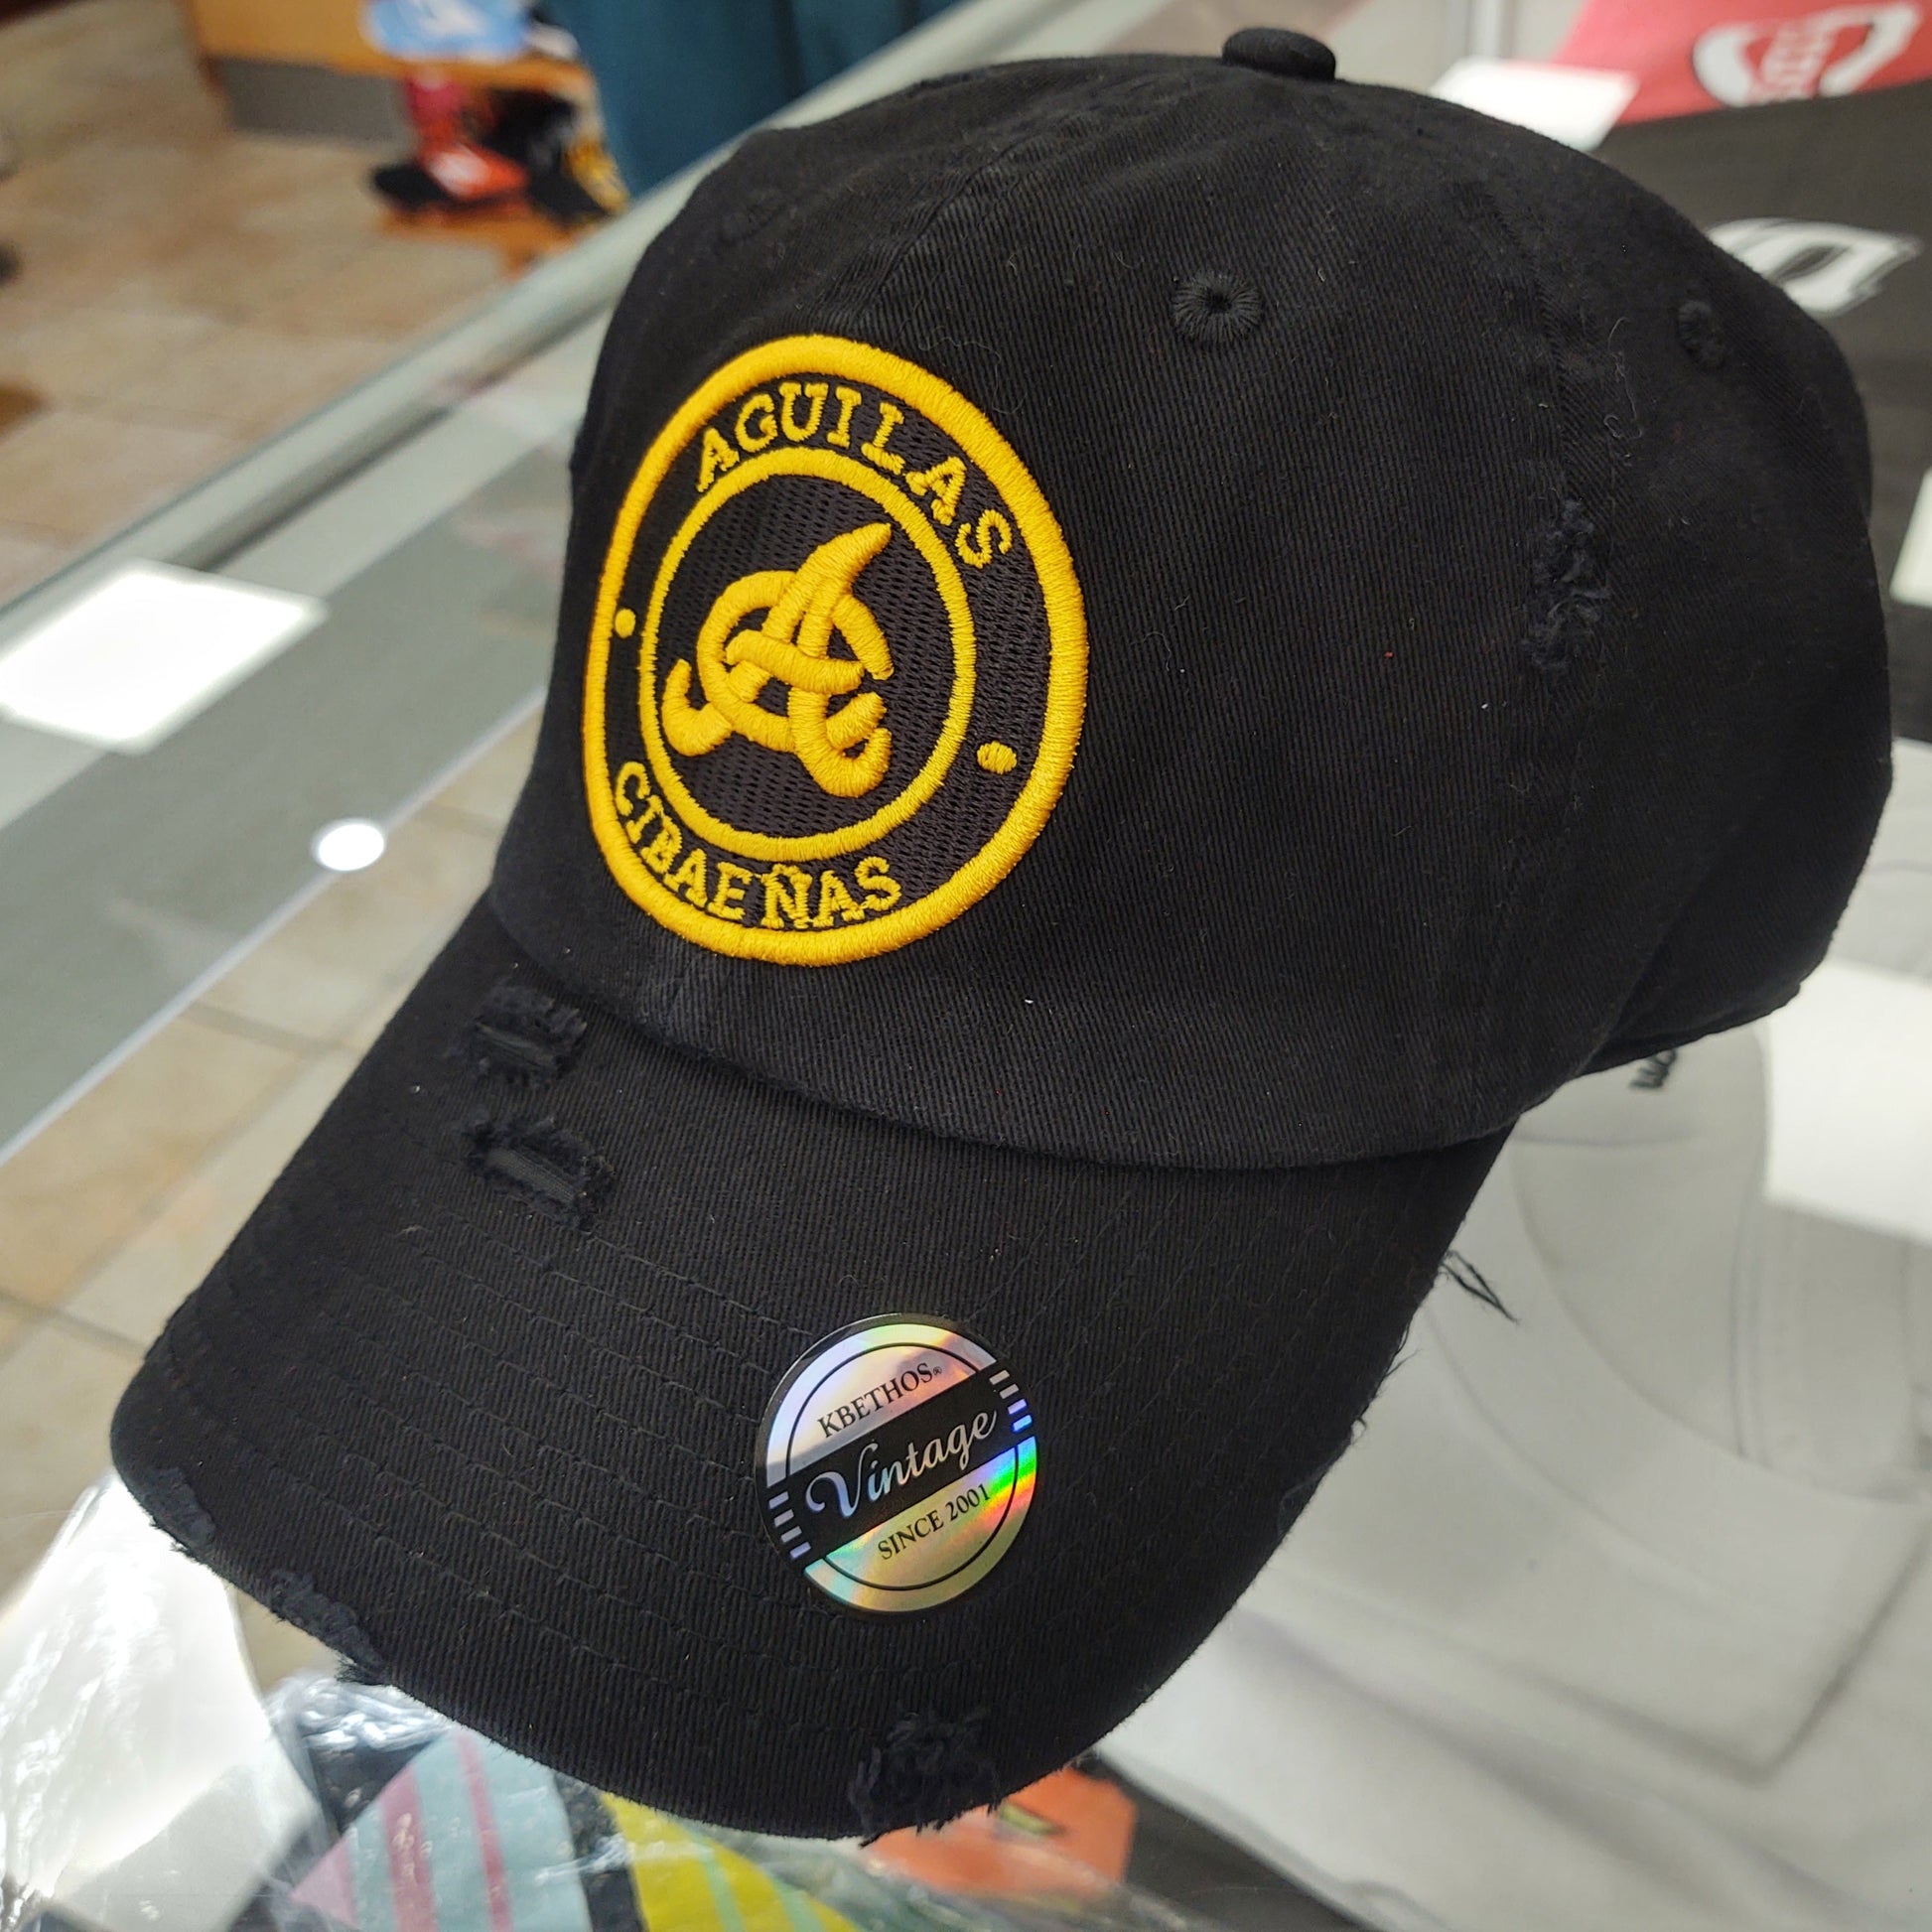 AGUILAS
CIBAEÑAS
KBETHOS®
Vintage
SINCE 2001